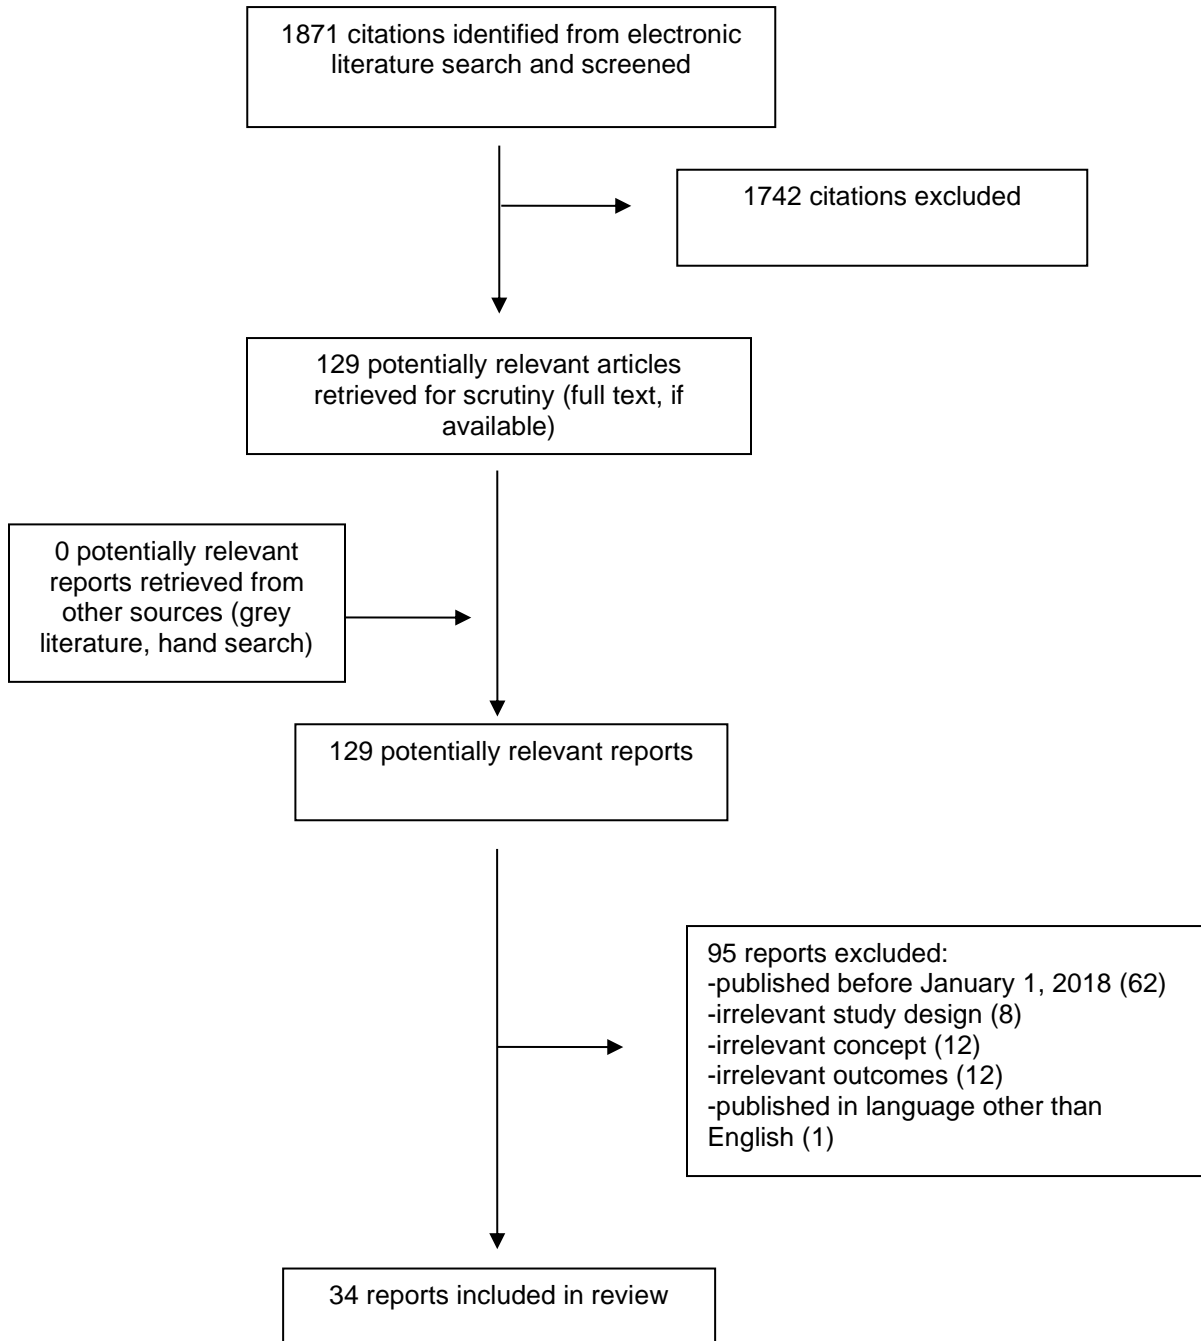 1871 citations identified from electronic
literature search and screened
1742 citations excluded
129 potentially relevant articles
retrieved for scrutiny (full text, if
available)
0 potentially relevant
reports retrieved from
other sources (grey
literature, hand search)
129 potentially relevant reports
95 reports excluded:
-published before January 1, 2018 (62)
-irrelevant study design (8)
-irrelevant concept (12)
-irrelevant outcomes (12)
-published in language other than
English (1)
34 reports included in review